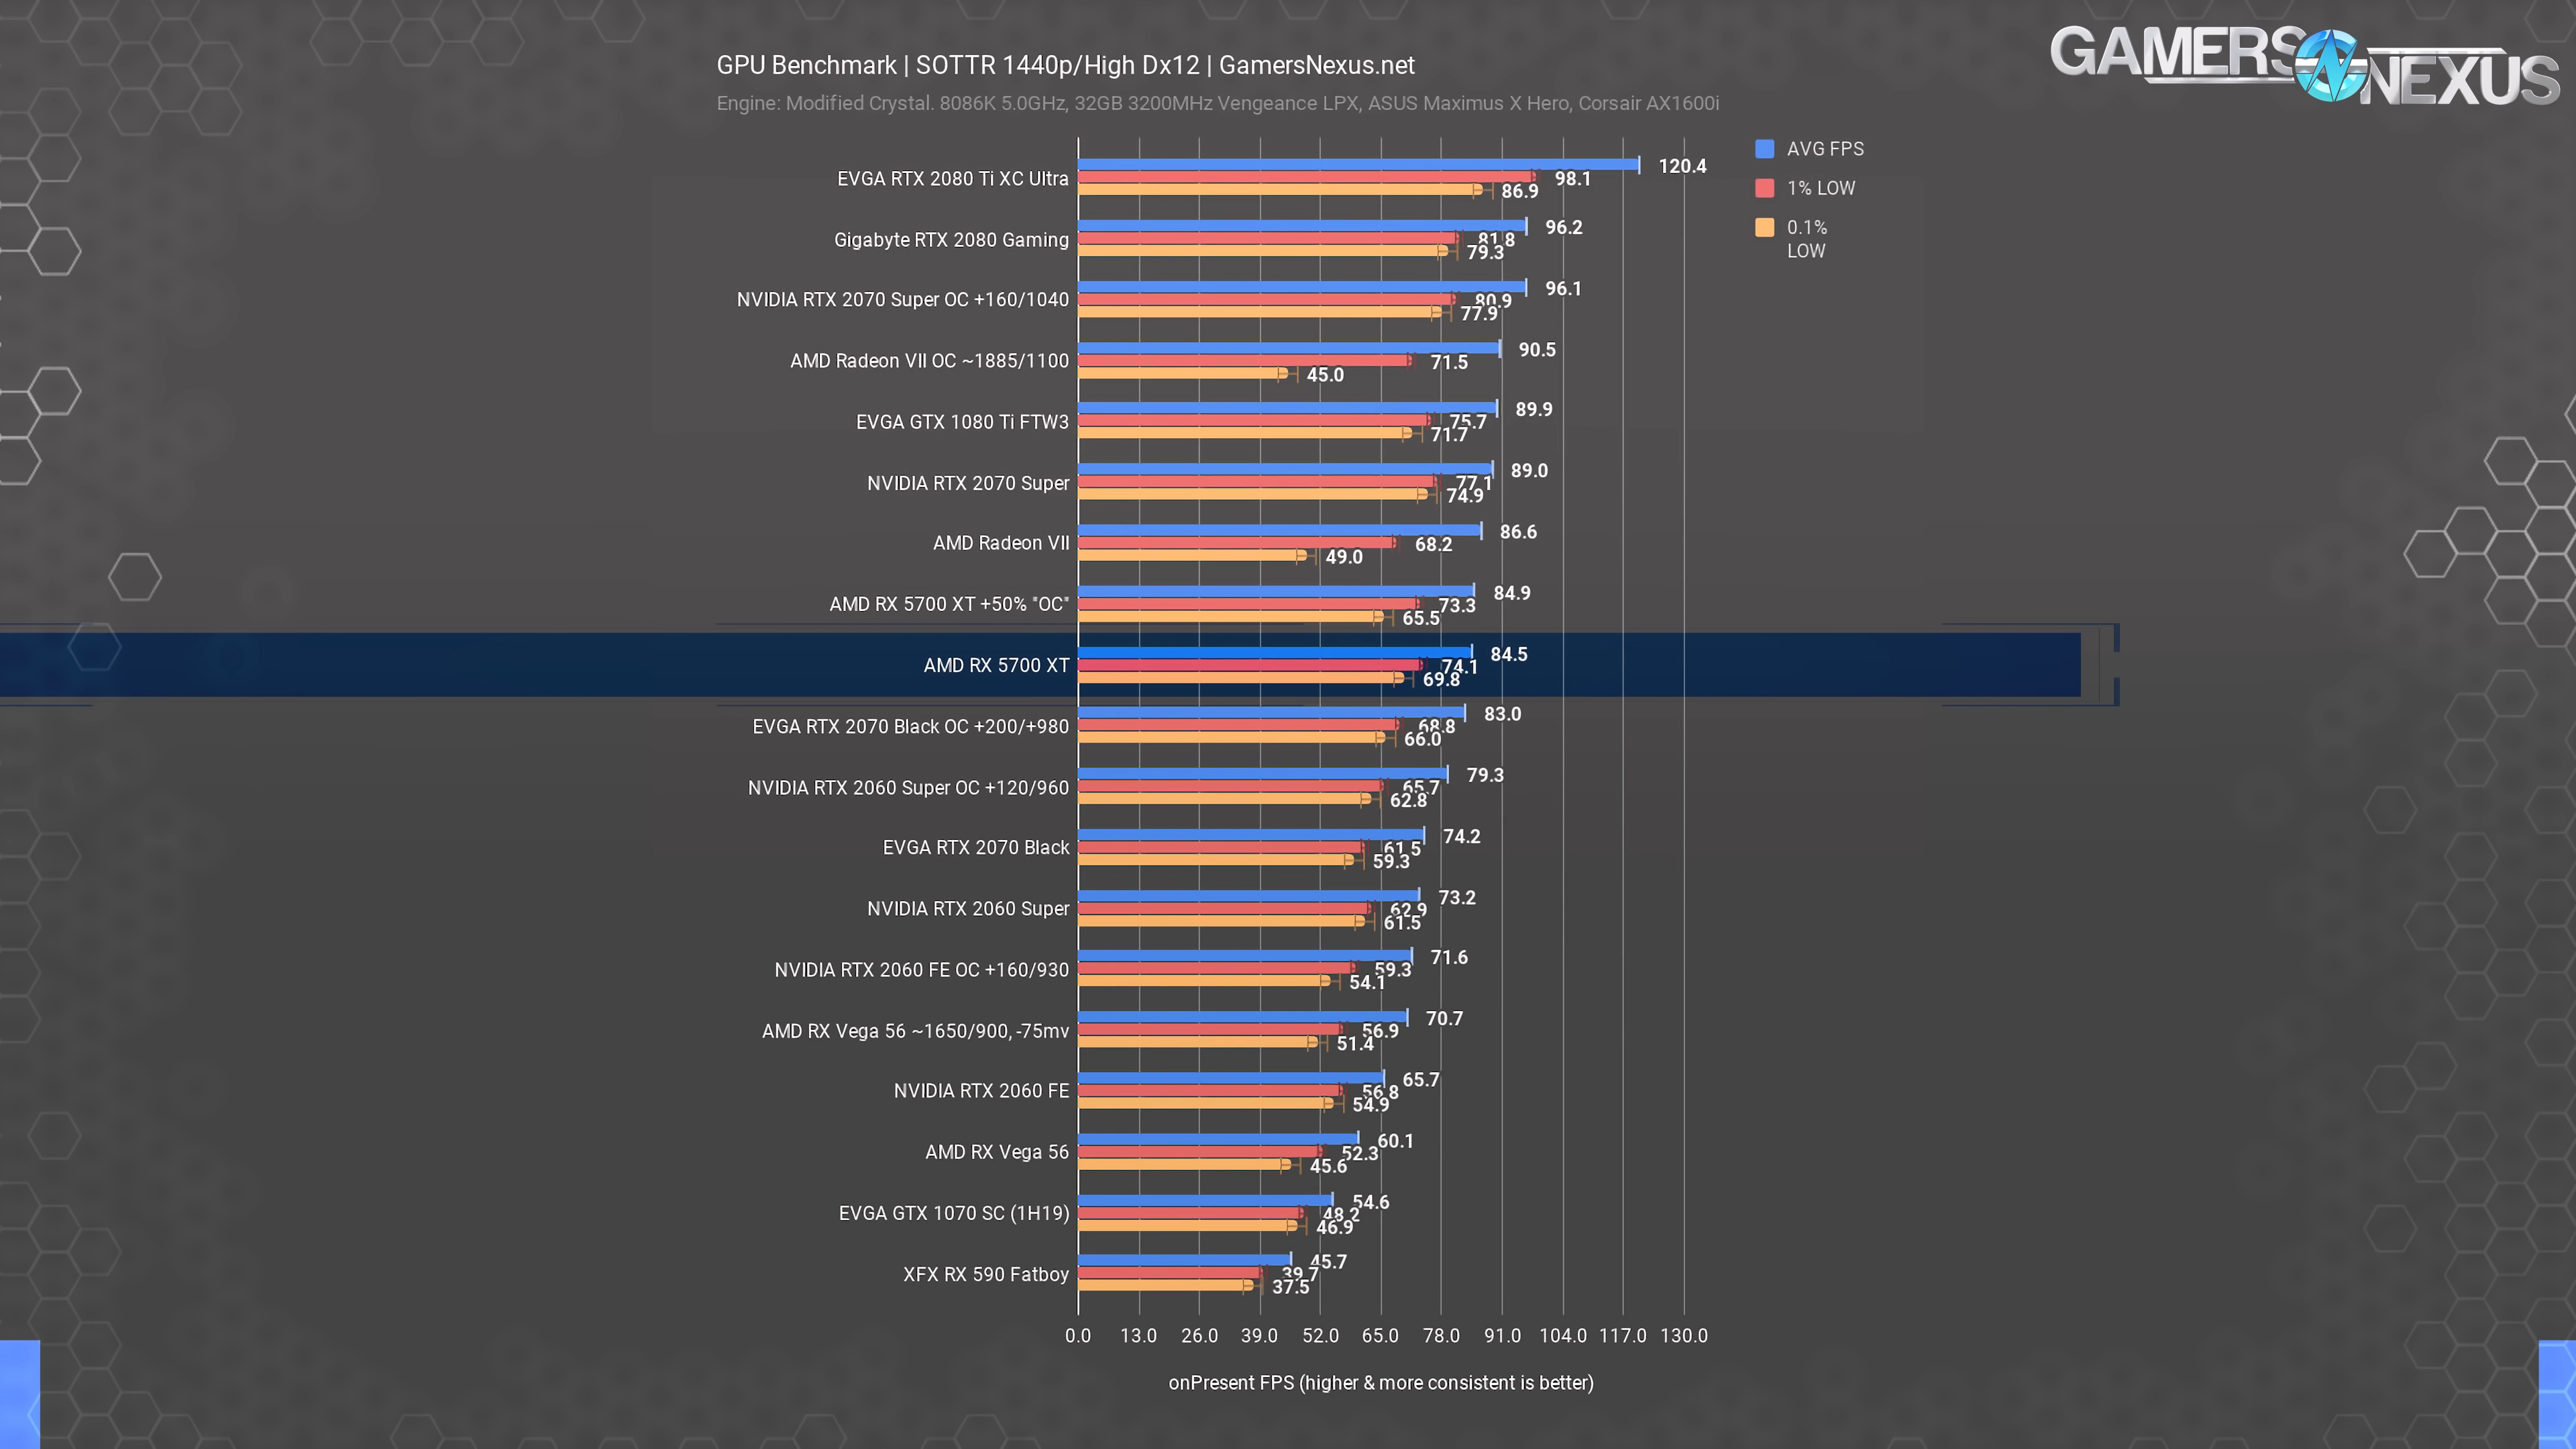 GAMERS NEXUS
GPU Benchmark | SOTTR 1440p/High Dx12 | GamersNexus.net
Engine: Modified Crystal. 8086K 5.0GHz, 32GB 3200MHz Vengeance LPX, ASUS Maximus X Hero, Corsair AX1600i
AVG FPS
1% LOW
0.1%
LOW
EVGA RTX 2080 Ti XC Ultra 120.4 98.1 86.9
Gigabyte RTX 2080 Gaming 96.2 81.8 79.3
NVIDIA RTX 2070 Super OC +160/1040 96.1 80.9 77.9
AMD Radeon VII OC ~1885/1100 90.5 71.5 45.0
EVGA GTX 1080 Ti FTW3 89.9 75.7 71.7
NVIDIA RTX 2070 Super 89.0 77.1 74.9
AMD Radeon VII 86.6 68.2 49.0
AMD RX 5700 XT +50% "OC" 84.9 73.3 65.5
AMD RX 5700 XT 84.5 74.1 69.8
EVGA RTX 2070 Black OC +200/+980 83.0 68.8 66.0
NVIDIA RTX 2060 Super OC +120/960 79.3 65.7 62.8
EVGA RTX 2070 Black 74.2 61.5 59.3
NVIDIA RTX 2060 Super 73.2 62.9 61.5
NVIDIA RTX 2060 FE OC +160/930 71.6 59.3 54.1
AMD RX Vega 56 ~1650/900, -75mv 70.7 56.9 51.4
NVIDIA RTX 2060 FE 65.7 56.8 54.9
AMD RX Vega 56 60.1 52.3 45.6
EVGA GTX 1070 SC (1H19) 54.6 48.2 46.9
XFX RX 590 Fatboy 45.7 39.7 37.5
0.0 13.0 26.0 39.0 52.0 65.0 78.0 91.0 104.0 117.0 130.0
onPresent FPS (higher & more consistent is better)